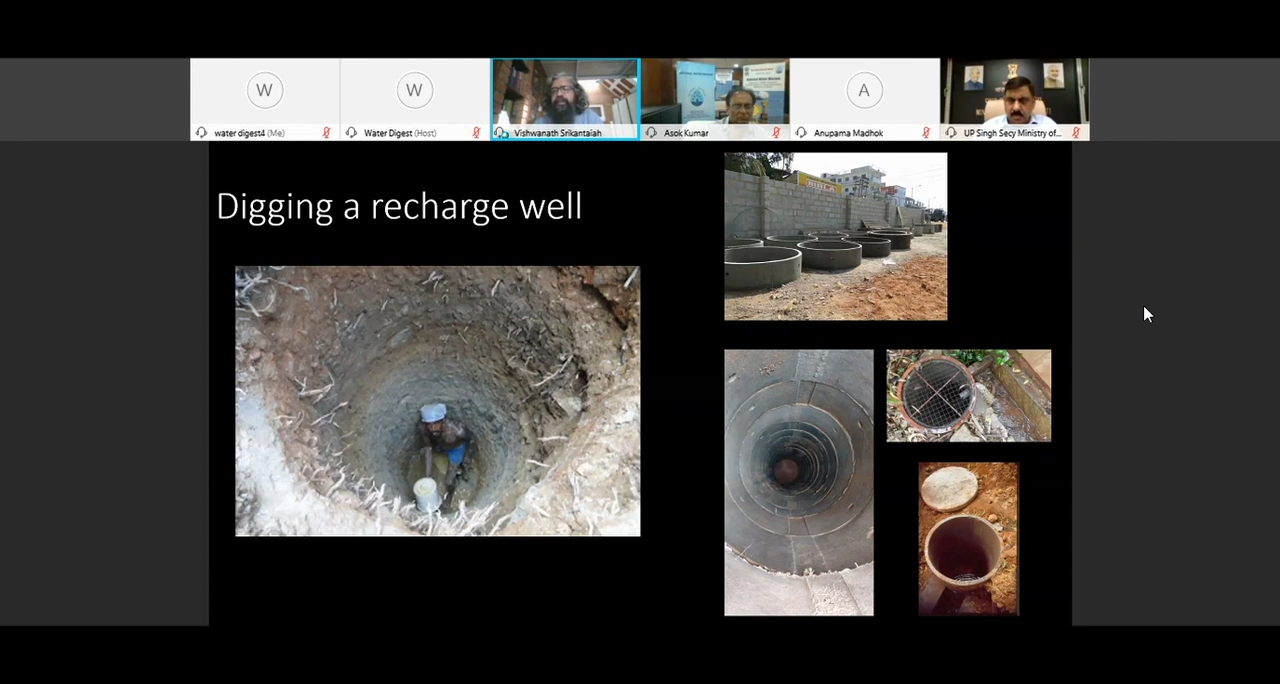 W
W
A
water digest4 (Me)
Water Digest (Host)
Vishwanath Srikantaiah
Asok Kumar
Anupama Madhok
UP Singh Secy Ministry of...
Digging a recharge well
BIRLA